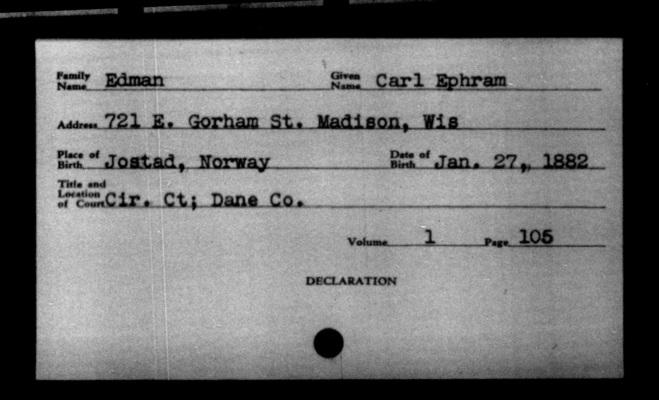 Family Name Edman Given Name Carl Ephram
Address 721 E. Gorham St. Madison, Wis
Place of Birth Jostad, Norway Date of Birth Jan. 27,, 1882
Title and Location of Court Cir. Ct; Dane Co.
Volume 1 Page 105
DECLARATION